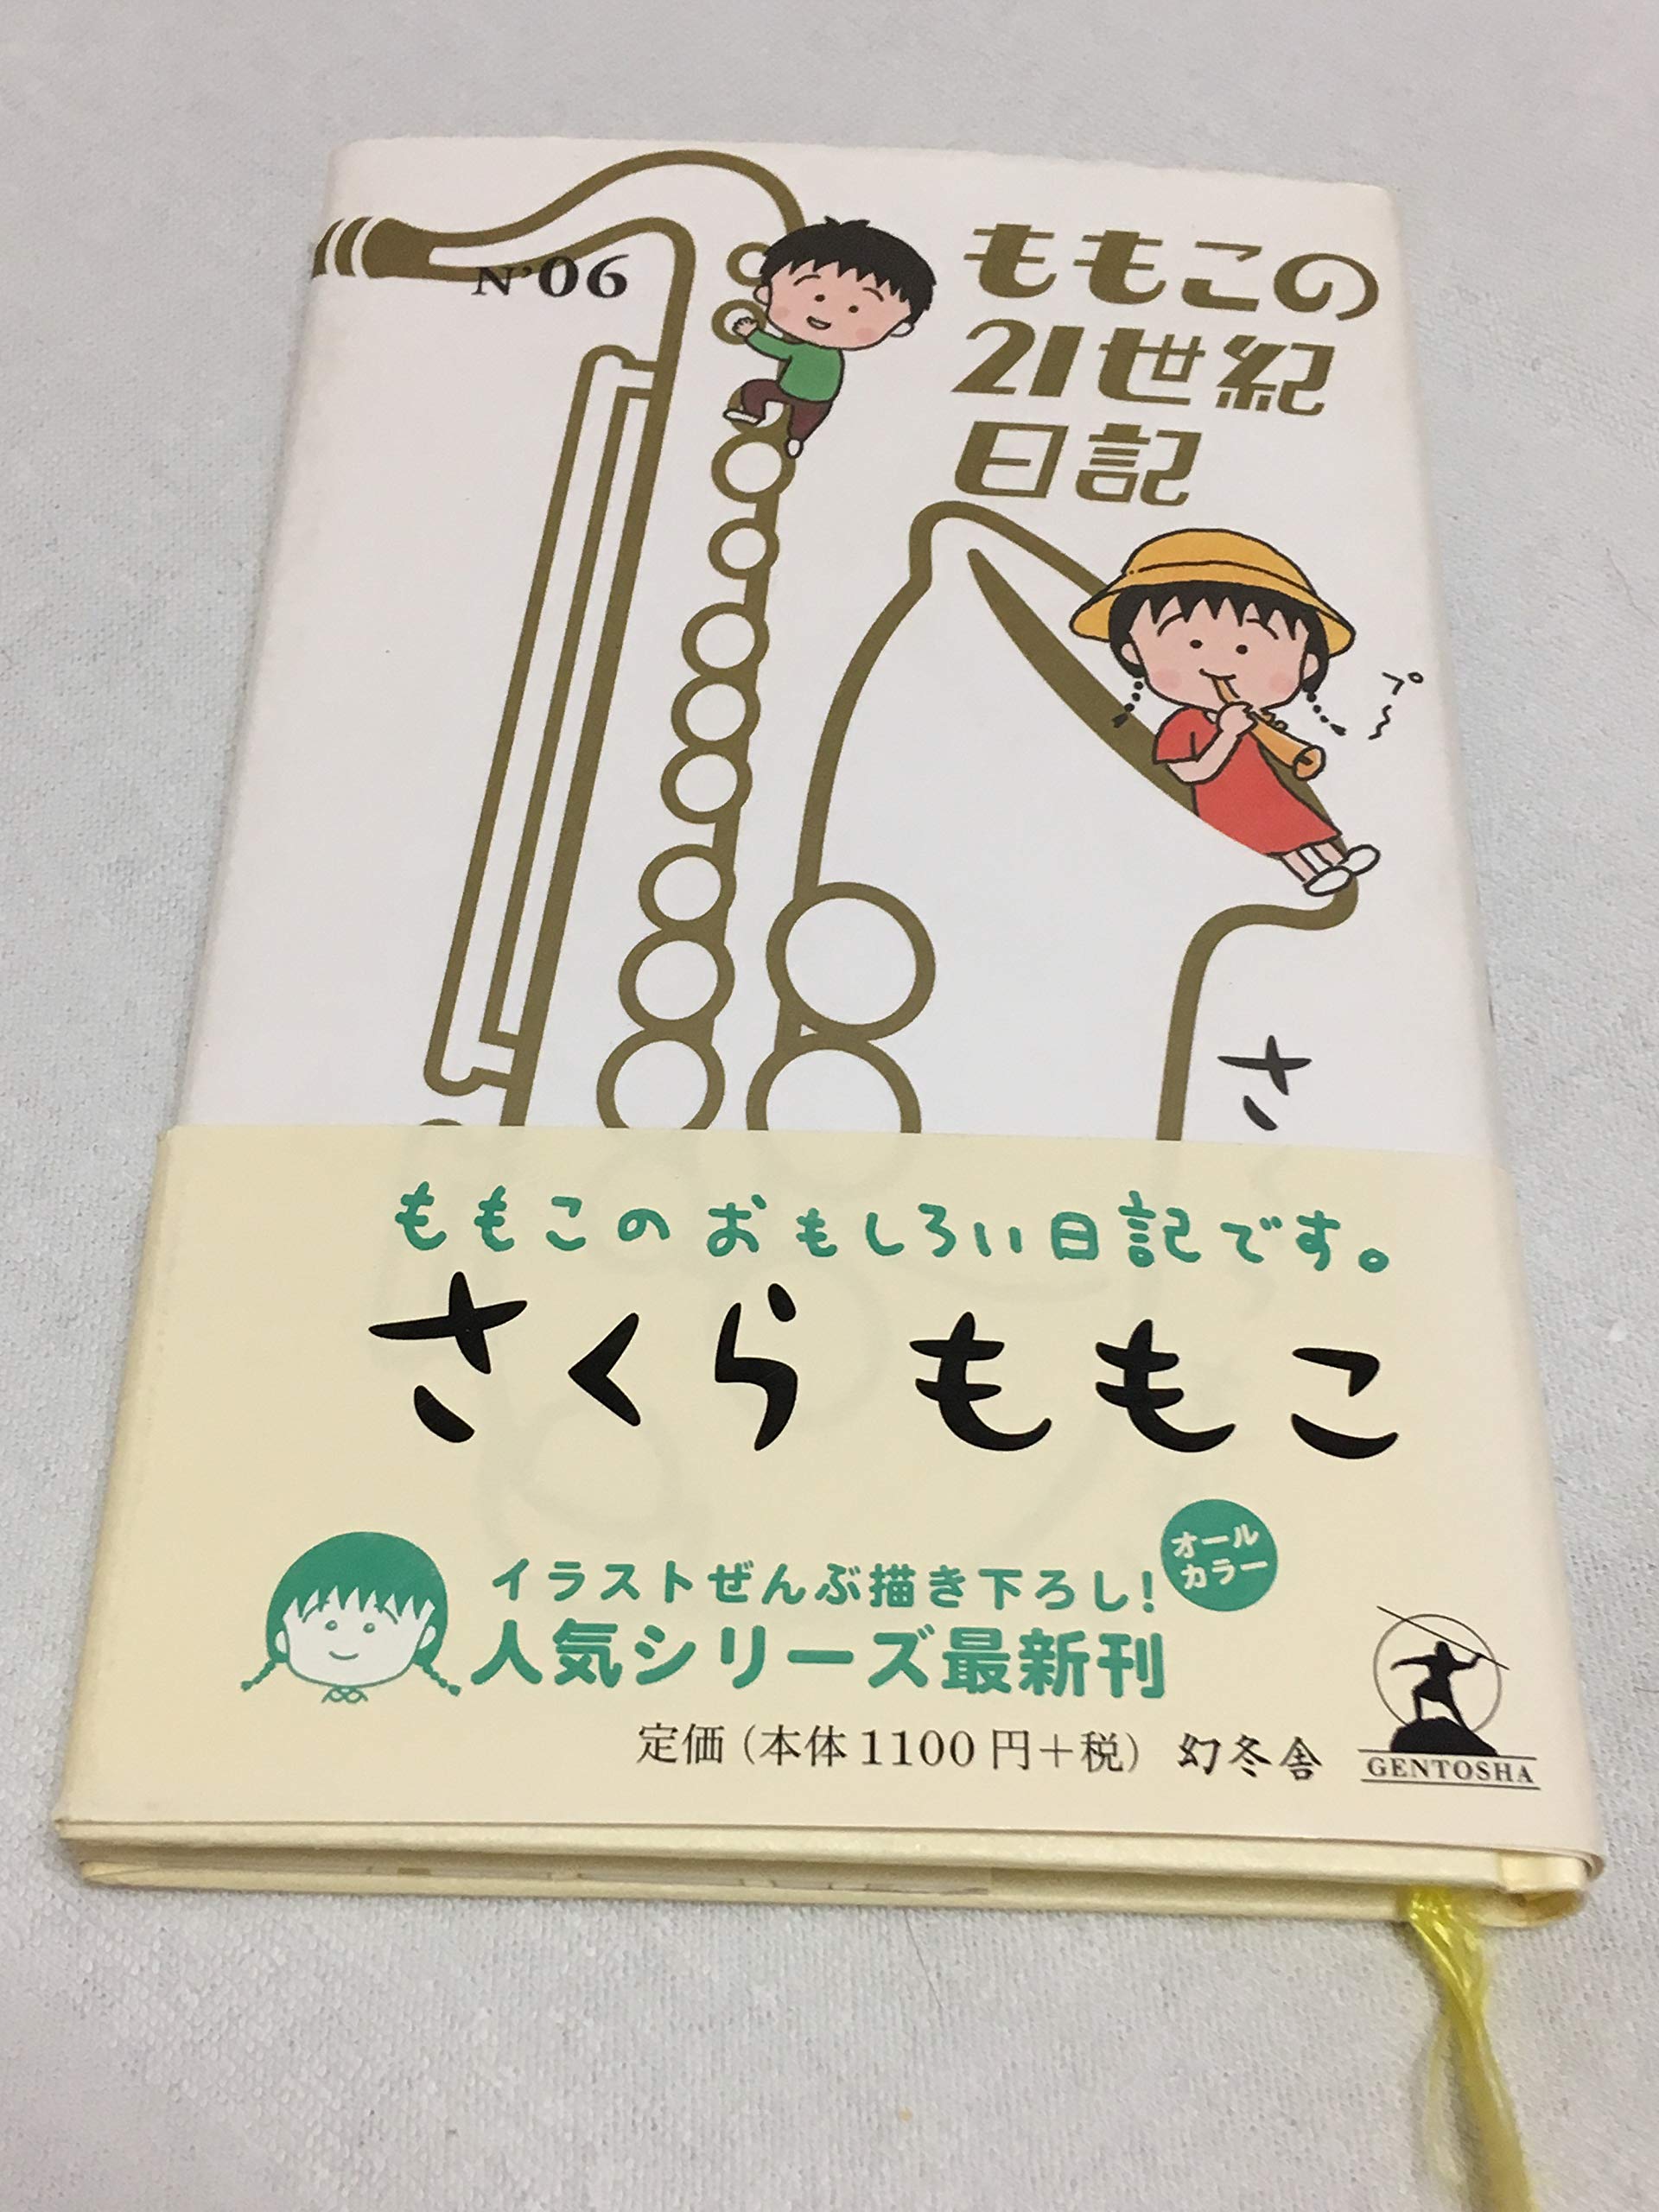 N'06
ももこの
21世紀
日記
プ〜
さ
ももこのおもしろい日記です。
さくらももこ
オール
カラー
イラストぜんぶ描き下ろし!
人気シリーズ最新刊
定価(本体1100円+税) 幻冬舎
GENTOSHA